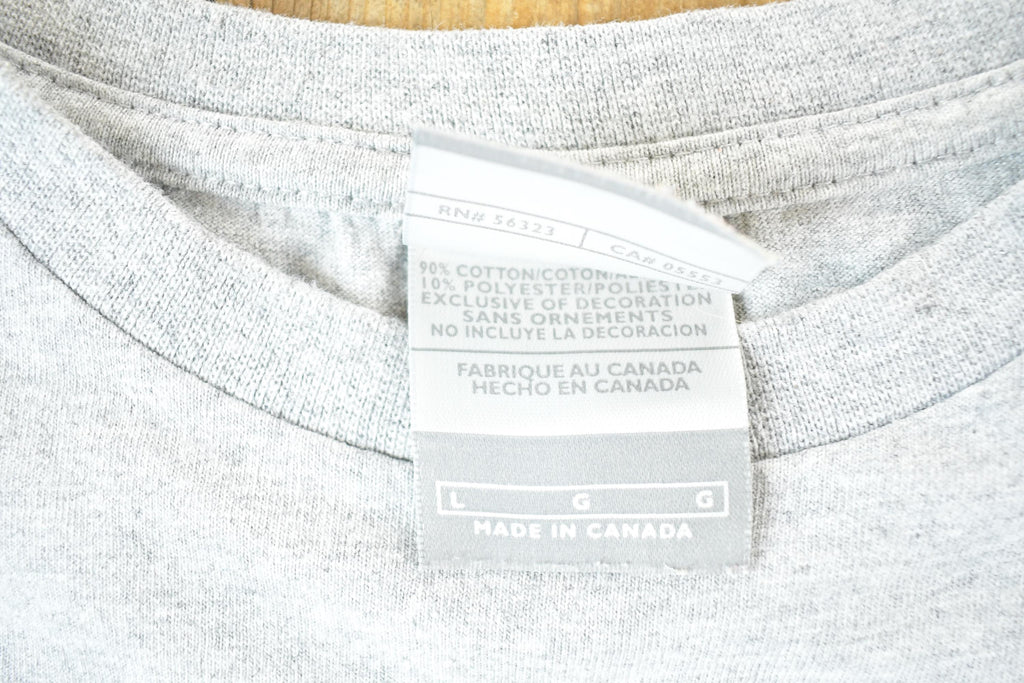 RN# 56323 CA# 05553
90% COTTON/COTON/
10% POLYESTER/POLIESTE
EXCLUSIVE OF DECORATION
SANS ORNEMENTS
NO INCLUYE LA DECORACION
FABRIQUE AU CANADA
HECHO EN CANADA
L G G
MADE IN CANADA